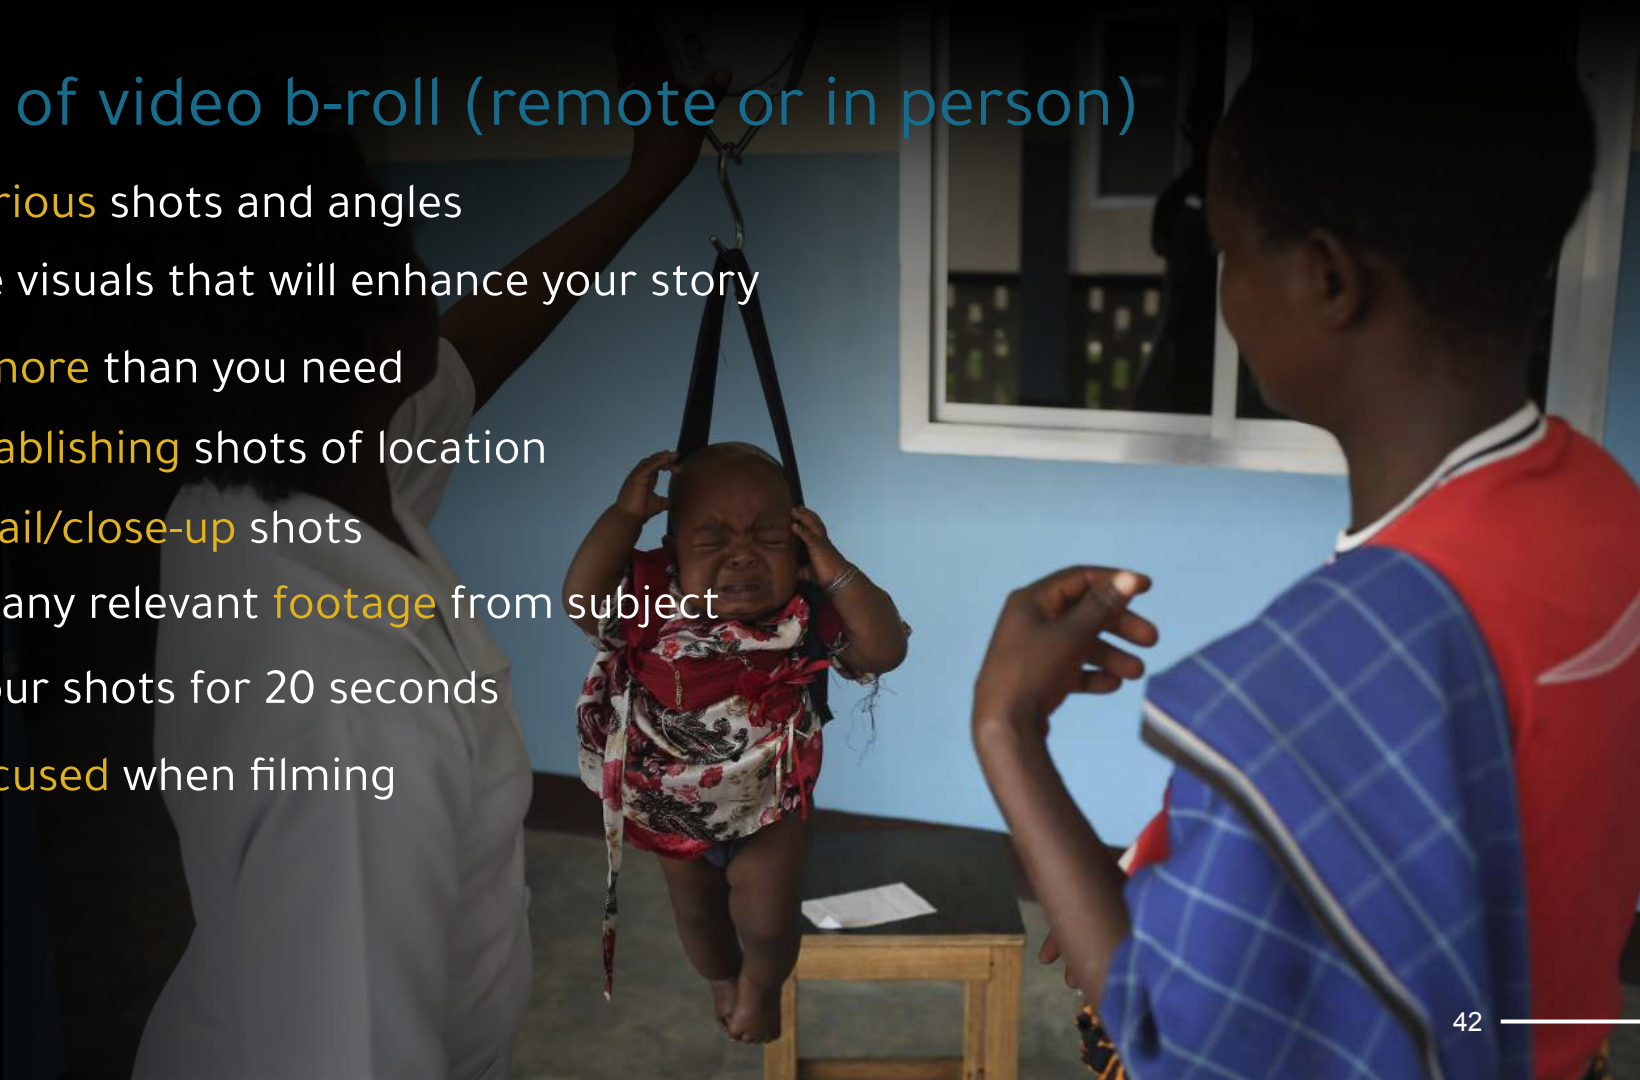 of video b-roll (remote or in person)
rious shots and angles
e visuals that will enhance your story
more than you need
ablishing shots of location
ail/close-up shots
any relevant footage from subject
our shots for 20 seconds
cused when filming
42